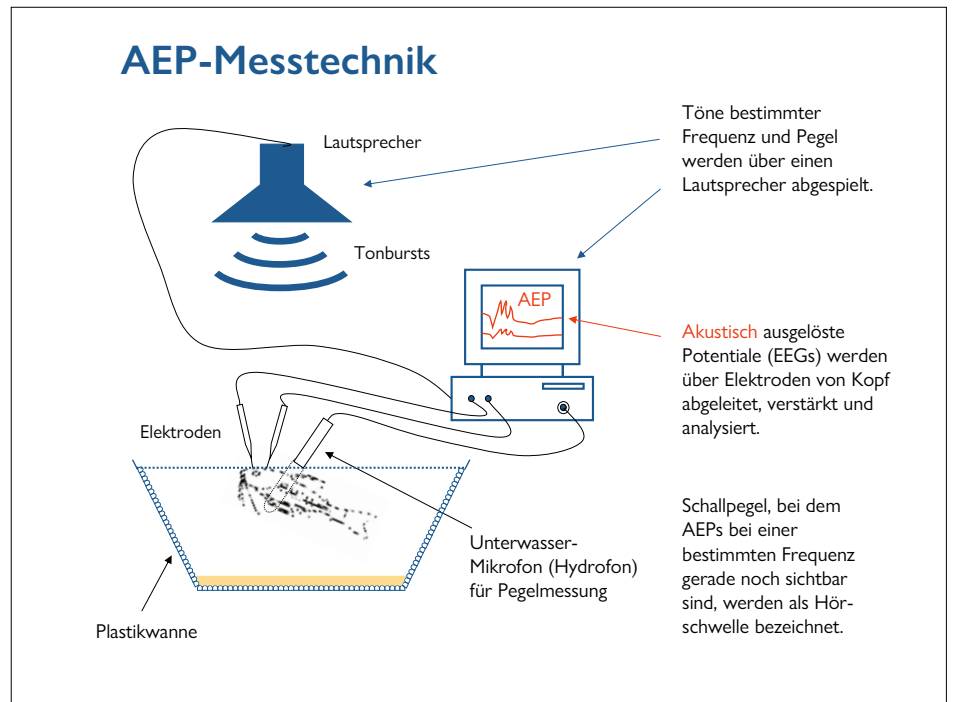 AEP-Messtechnik
Lautsprecher
Tonbursts
Töne bestimmter
Frequenz und Pegel
werden über einen
Lautsprecher abgespielt.
AEP
Akustisch ausgelöste
Potentiale (EEGs) werden
über Elektroden von Kopf
abgeleitet, verstärkt und
analysiert.
Elektroden
Unterwasser-
Mikrofon (Hydrofon)
für Pegelmessung
Plastikwanne
Schallpegel, bei dem
AEPs bei einer
bestimmten Frequenz
gerade noch sichtbar
sind, werden als Hör-
schwelle bezeichnet.